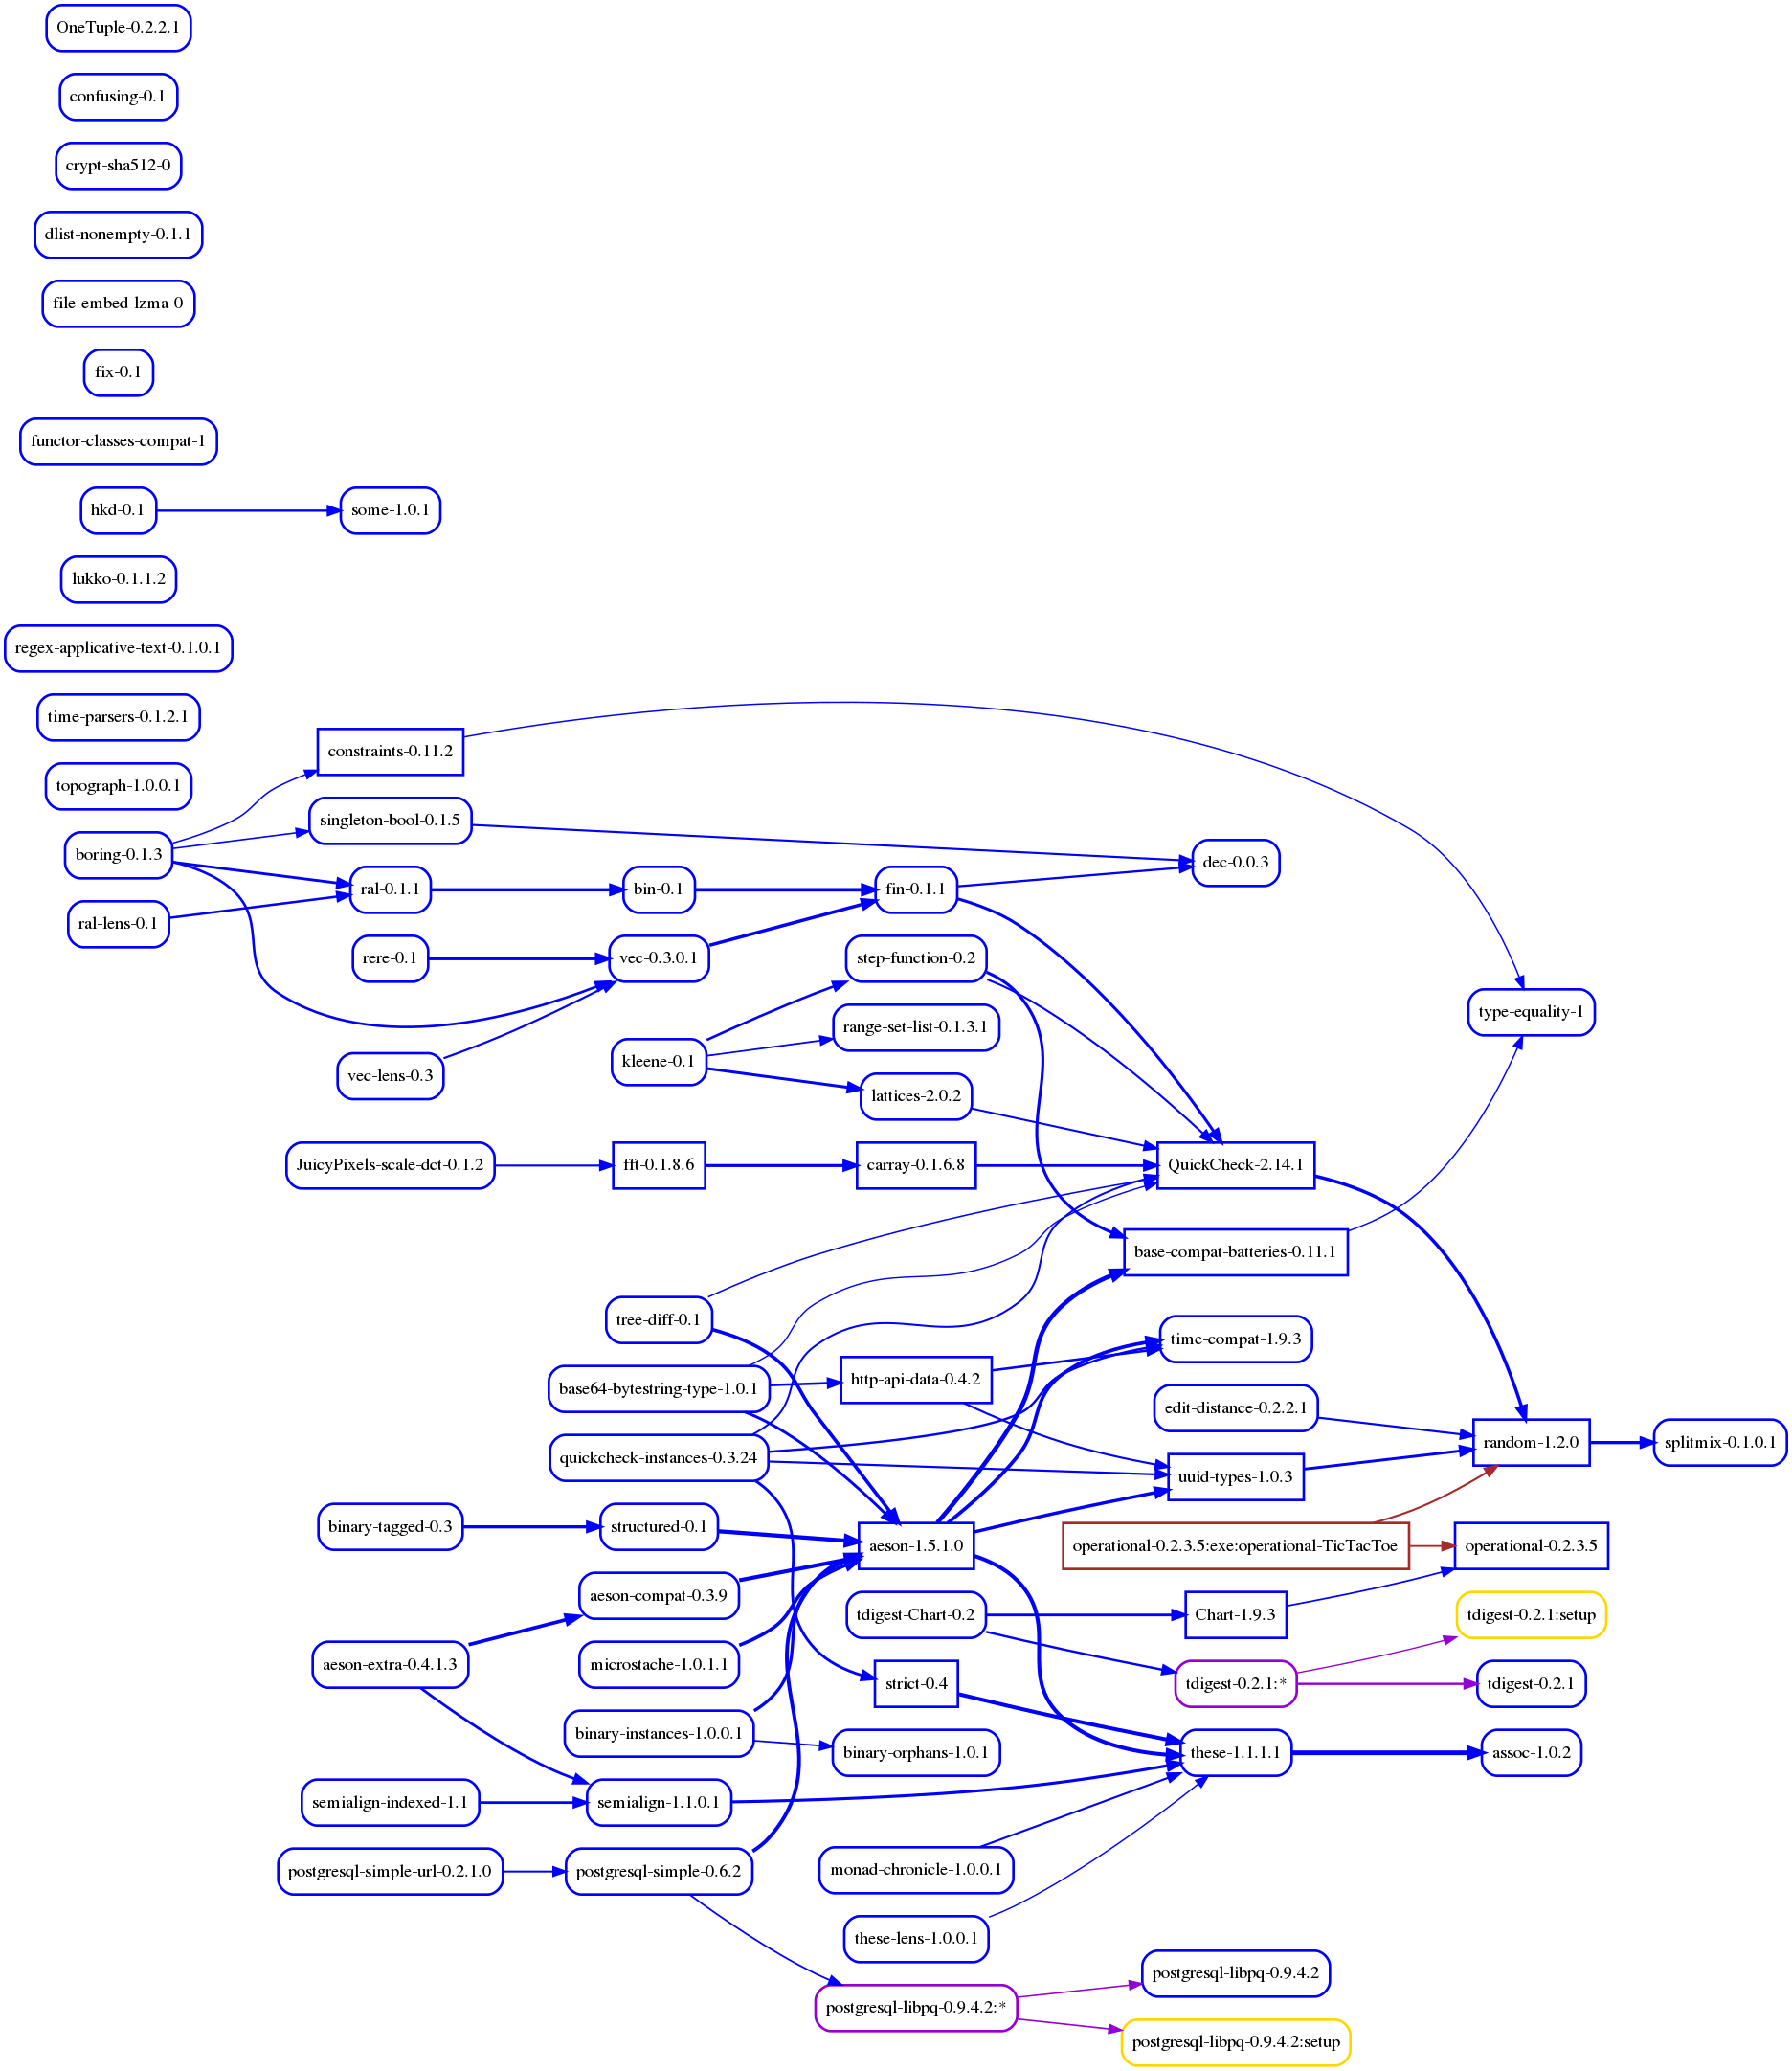 OneTuple-0.2.2.1
confusing-0.1
crypt-sha512-0
dlist-nonempty-0.1.1
file-embed-lzma-0
fix-0.1
functor-classes-compat-1
hkd-0.1
some-1.0.1
lukko-0.1.1.2
regex-applicative-text-0.1.0.1
time-parsers-0.1.2.1
constraints-0.11.2
topograph-1.0.0.1
singleton-bool-0.1.5
boring-0.1.3
dec-0.0.3
ral-0.1.1
bin-0.1
fin-0.1.1
ral-lens-0.1
rere-0.1
vec-0.3.0.1
step-function-0.2
type-equality-1
range-set-list-0.1.3.1
kleene-0.1
vec-lens-0.3
lattices-2.0.2
JuicyPixels-scale-dct-0.1.2
fft-0.1.8.6
carray-0.1.6.8
QuickCheck-2.14.1
base-compat-batteries-0.11.1
tree-diff-0.1
time-compat-1.9.3
http-api-data-0.4.2
base64-bytestring-type-1.0.1
edit-distance-0.2.2.1
random-1.2.0
splitmix-0.1.0.1
quickcheck-instances-0.3.24
uuid-types-1.0.3
binary-tagged-0.3
structured-0.1
aeson-1.5.1.0
operational-0.2.3.5:exe:operational-TicTacToe
operational-0.2.3.5
aeson-compat-0.3.9
tdigest-Chart-0.2
Chart-1.9.3
tdigest-0.2.1:setup
aeson-extra-0.4.1.3
microstache-1.0.1.1
strict-0.4
tdigest-0.2.1:*
tdigest-0.2.1
binary-instances-1.0.0.1
binary-orphans-1.0.1
these-1.1.1.1
assoc-1.0.2
semialign-indexed-1.1
semialign-1.1.0.1
postgresql-simple-url-0.2.1.0
postgresql-simple-0.6.2
monad-chronicle-1.0.0.1
these-lens-1.0.0.1
postgresql-libpq-0.9.4.2
postgresql-libpq-0.9.4.2:*
postgresql-libpq-0.9.4.2:setup